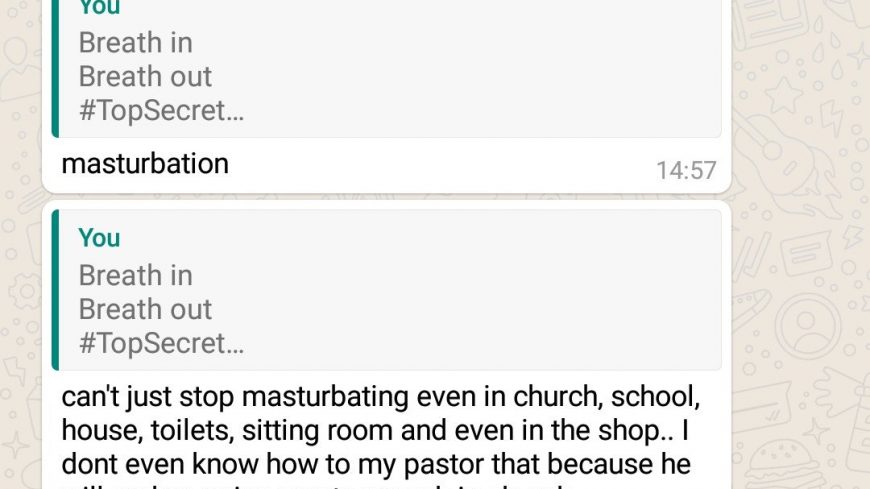 You
Breath in
Breath out
#TopSecret...
masturbation
14:57
You
Breath in
Breath out
#TopSecret...
can't just stop masturbating even in church, school,
house, toilets, sitting room and even in the shop.. I
dont even know how to my pastor that because he